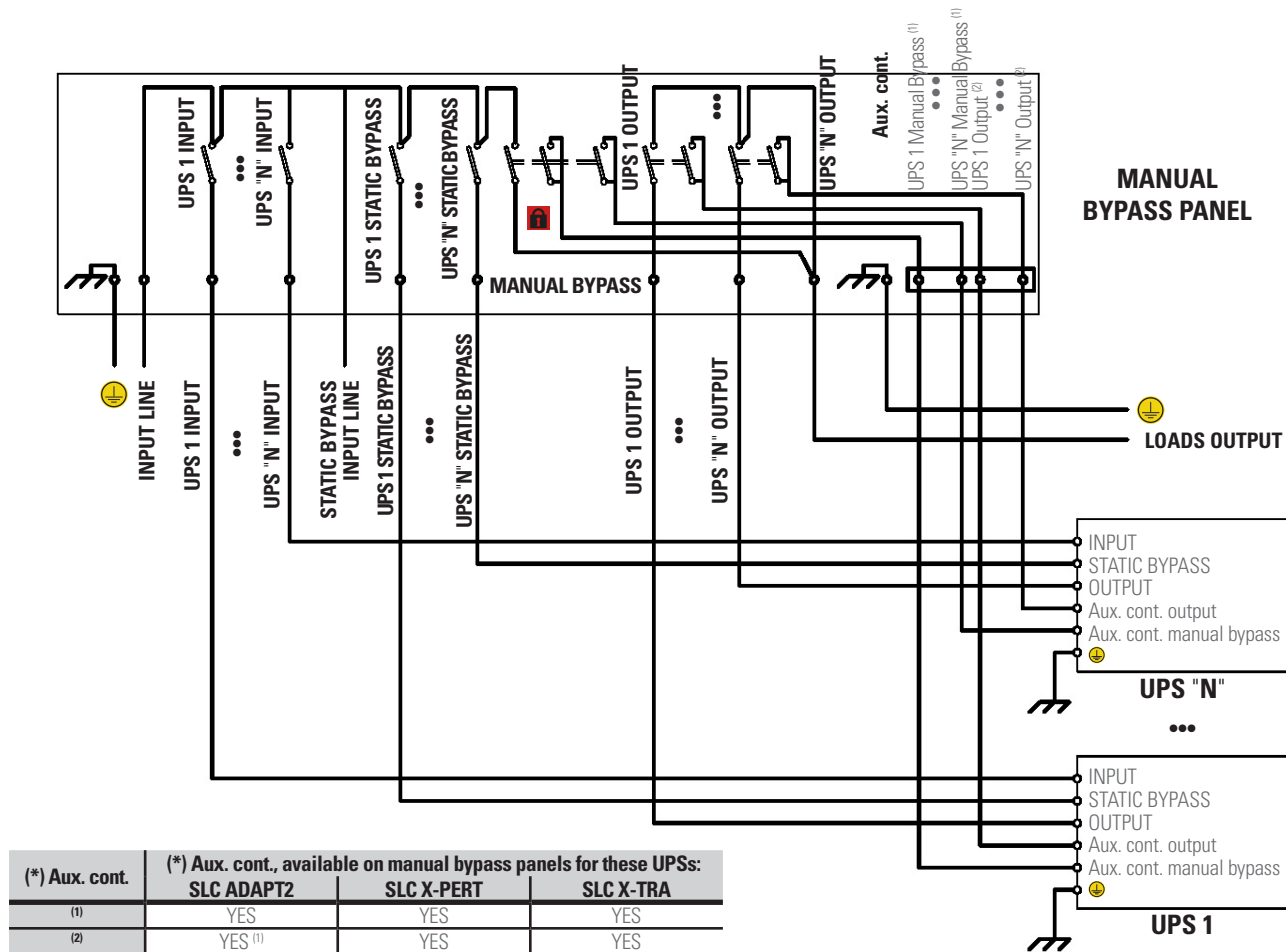 UPS 1 INPUT
•••
UPS "N" INPUT
UPS 1 STATIC BYPASS
•••
UPS "N" STATIC BYPASS
UPS 1 OUTPUT
•••
UPS "N" OUTPUT
Aux. cont.
UPS 1 Manual Bypass (1)
•••
UPS "N" Manual Bypass (1)
UPS 1 Output (2)
•••
UPS "N" Output (2)
MANUAL
BYPASS PANEL
MANUAL BYPASS
INPUT LINE
UPS 1 INPUT
•••
UPS "N" INPUT
STATIC BYPASS
INPUT LINE
UPS 1 STATIC BYPASS
•••
UPS "N" STATIC BYPASS
UPS 1 OUTPUT
•••
UPS "N" OUTPUT
LOADS OUTPUT
INPUT
STATIC BYPASS
OUTPUT
Aux. cont. output
Aux. cont. manual bypass
UPS "N"
•••
INPUT
STATIC BYPASS
OUTPUT
Aux. cont. output
Aux. cont. manual bypass
UPS 1
(*) Aux. cont.
(*) Aux. cont., available on manual bypass panels for these UPSs:
SLC ADAPT2 SLC X-PERT SLC X-TRA
(1) YES YES YES
(2) YES (1) YES YES